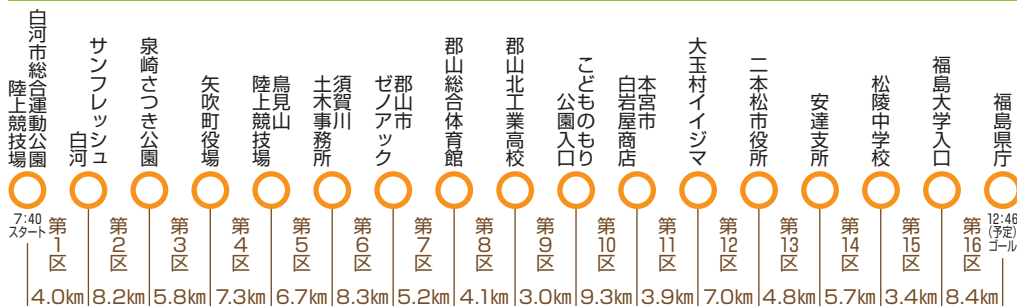 白河市総合運動公園
陸上競技場
サンフレッシュ
白河
泉崎さつき公園
矢吹町役場
鳥見山
陸上競技場
須賀川
土木事務所
郡山市
ゼノアック
郡山総合体育館
郡山北工業高校
こどものもり
公園入口
本宮市
白岩屋商店
大玉村イイジマ
二本松市役所
安達支所
松陵中学校
福島大学入口
福島県庁
7:40
スタート
第1区
第2区
第3区
第4区
第5区
第6区
第7区
第8区
第9区
第10区
第11区
第12区
第13区
第14区
第15区
第16区
12:46
(予定)
ゴール
4.0km
8.2km
5.8km
7.3km
6.7km
8.3km
5.2km
4.1km
3.0km
9.3km
3.9km
7.0km
4.8km
5.7km
3.4km
8.4km